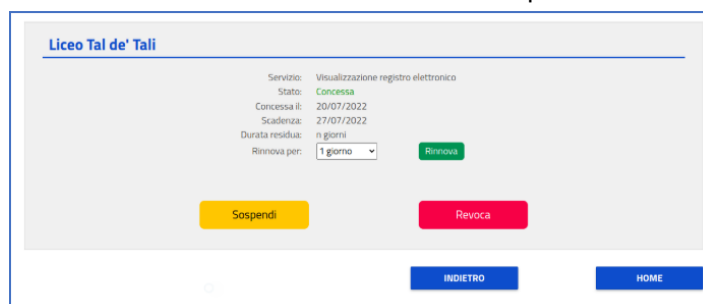 Liceo Tal de' Tali
Servizio: Visualizzazione registro elettronico
Stato: Concessa
Concessa il: 20/07/2022
Scadenza: 27/07/2022
Durata residua: n giorni
Rinnova per: 1 giorno Rinnova
Sospendi Revoca
INDIETRO HOME